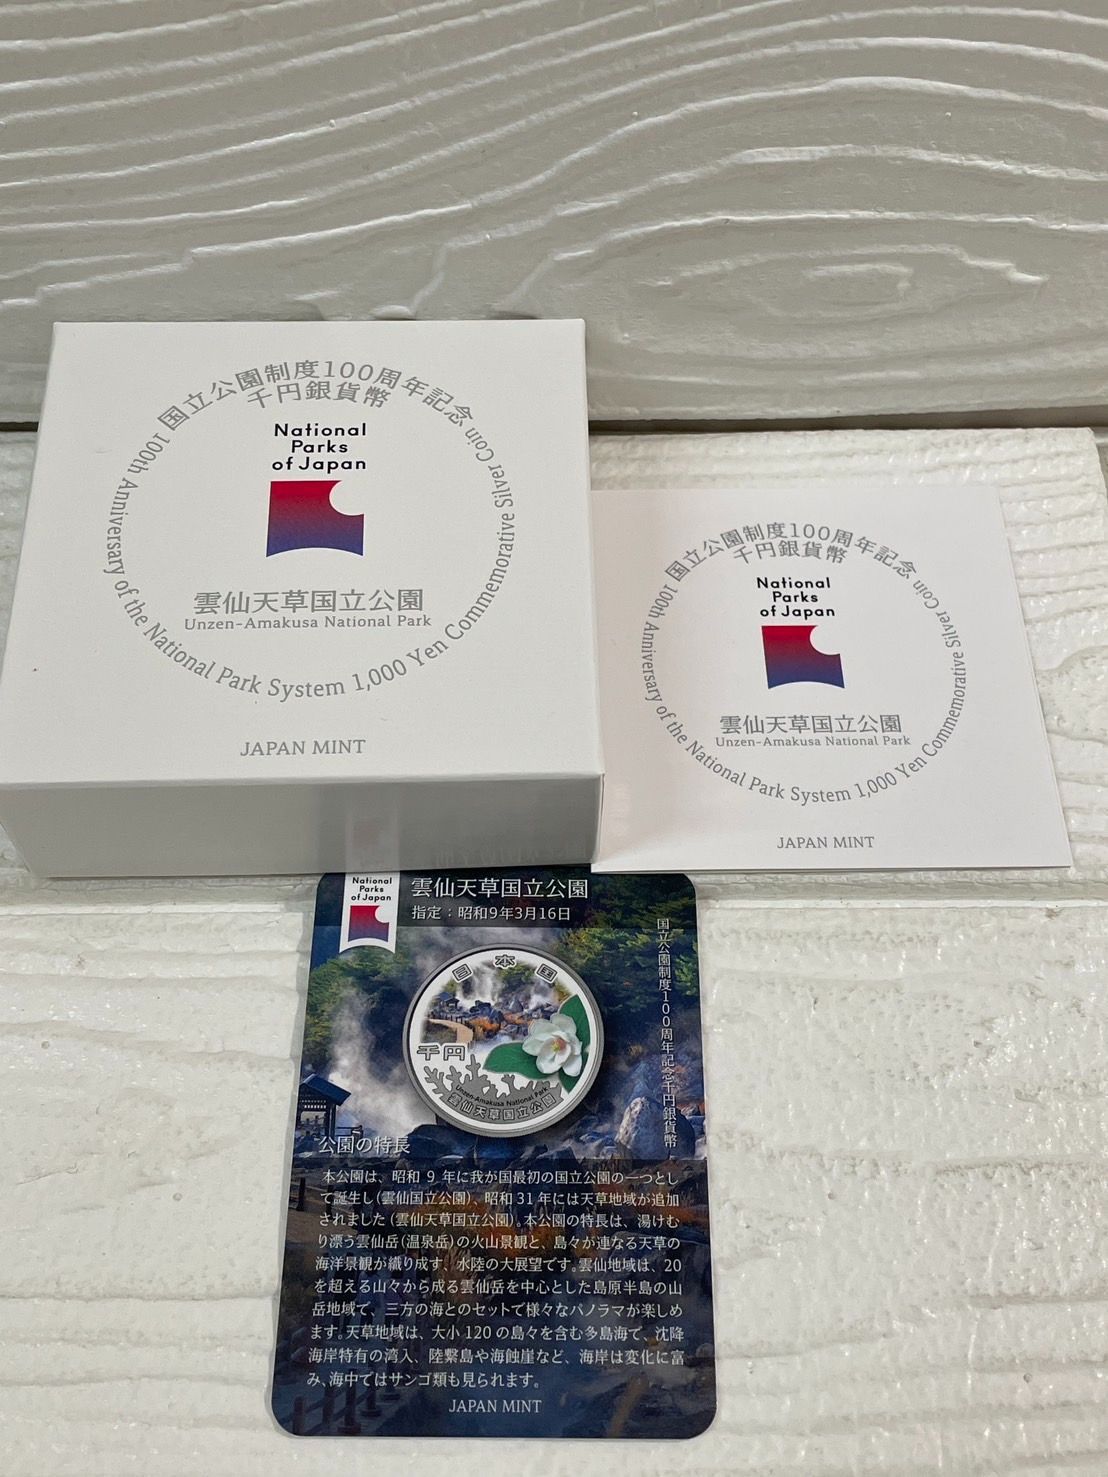 国立公園制度100周年記念
千円銀貨幣
National
Parks
of Japan
雲仙天草国立公園
Unzen-Amakusa National Park
100th Anniversary of the National Park System 1,000 Yen Commemorative Silver Coin
JAPAN MINT
国立公園制度100周年記念
千円銀貨幣
National
Parks
of Japan
雲仙天草国立公園
Unzen-Amakusa National Park
100th Anniversary of the National Park System 1,000 Yen Commemorative Silver Coin
JAPAN MINT
National
Parks
of Japan
雲仙天草国立公園
指定：昭和9年3月16日
国立公園制度100周年記念千円銀貨幣
日本国
千円
Unzen-Amakusa National Park
雲仙天草国立公園
公園の特長
本公園は、昭和 9 年に我が国最初の国立公園の一つとし
て誕生し(雲仙国立公園)、昭和 31 年には天草地域が追加
されました(雲仙天草国立公園)。本公園の特長は、湯けむ
り漂う雲仙岳(温泉岳)の火山景観と、島々が連なる天草の
海洋景観が織り成す、水陸の大展望です。雲仙地域は、20
を超える山々から成る雲仙岳を中心とした島原半島の山
岳地域で、三方の海とのセットで様々なパノラマが楽しめ
ます。天草地域は、大小 120 の島々を含む多島海で、沈降
海岸特有の湾入、陸繋島や海蝕崖など、海岸は変化に富
み、海中ではサンゴ類も見られます。
JAPAN MINT